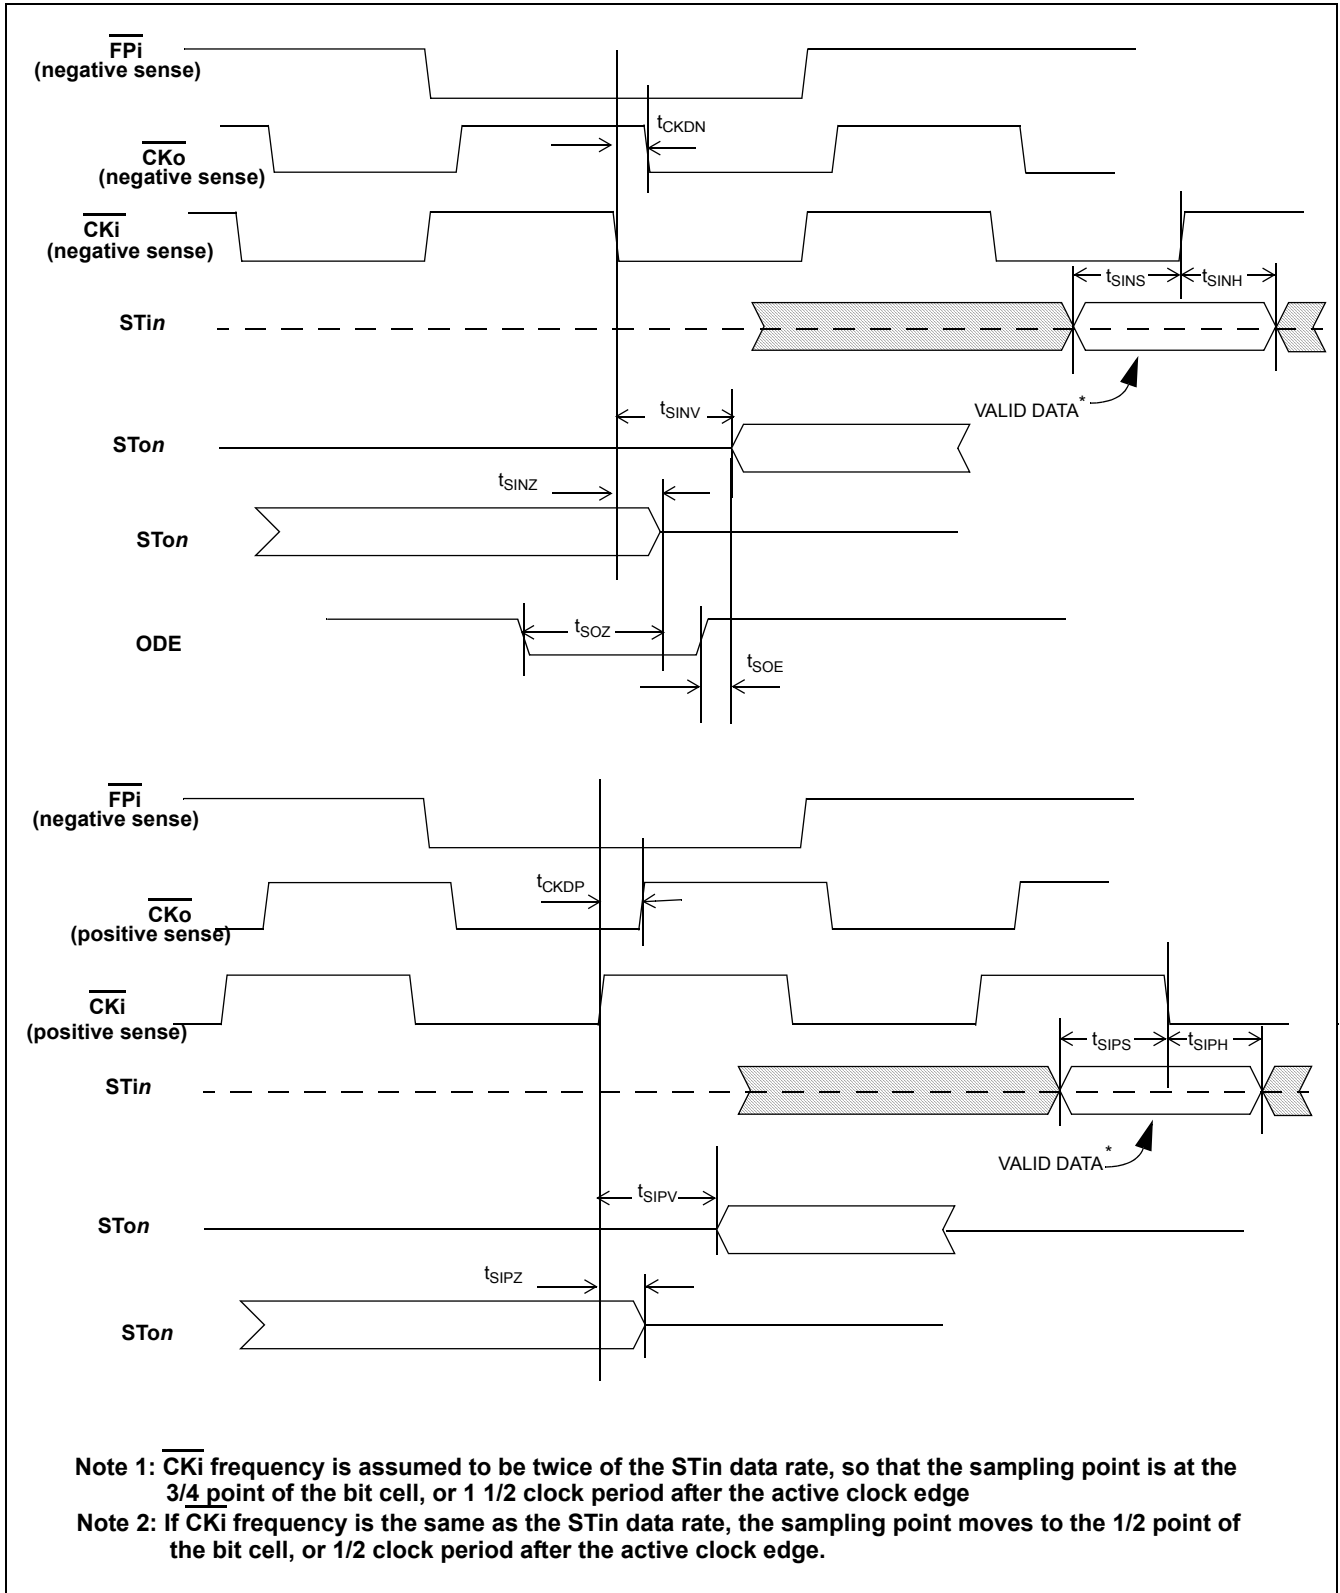 FPi
(negative sense)
tCKDN
CKo
(negative sense)
CKi
(negative sense)
tSINS
tSINH
STin
VALID DATA*
tSINV
STon
tSINZ
STon
ODE
tSOZ
tSOE
FPi
(negative sense)
tCKDP
CKo
(positive sense)
CKi
(positive sense)
tSIPS
tSIPH
STin
VALID DATA*
tSIPV
STon
tSIPZ
STon
Note 1: CKi frequency is assumed to be twice of the STin data rate, so that the sampling point is at the
3/4 point of the bit cell, or 1 1/2 clock period after the active clock edge
Note 2: If CKi frequency is the same as the STin data rate, the sampling point moves to the 1/2 point of
the bit cell, or 1/2 clock period after the active clock edge.